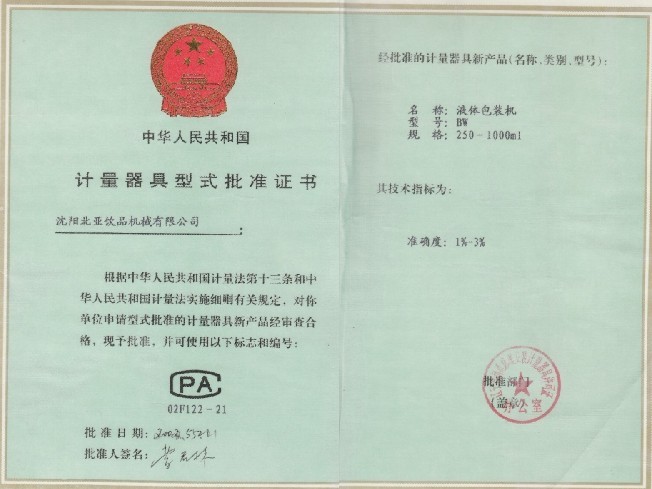 中华人民共和国
计量器具型式批准证书
沈阳北亚饮品机械有限公司:
根据中华人民共和国计量法第十三条和中
华人民共和国计量法实施细则有关规定，对你
单位申请型式批准的计量器具新产品经审查合
格，现予批准，并可使用以下标志和编号:
CPA
02F122-21
批准日期:
批准人签名:
经批准的计量器具新产品(名称、类别、型号):
名 称: 液体包装机
型 号: BW
规 格: 250-1000ml
其技术指标为:
准确度: 1%-3%
批准部门
(盖章)
办公室